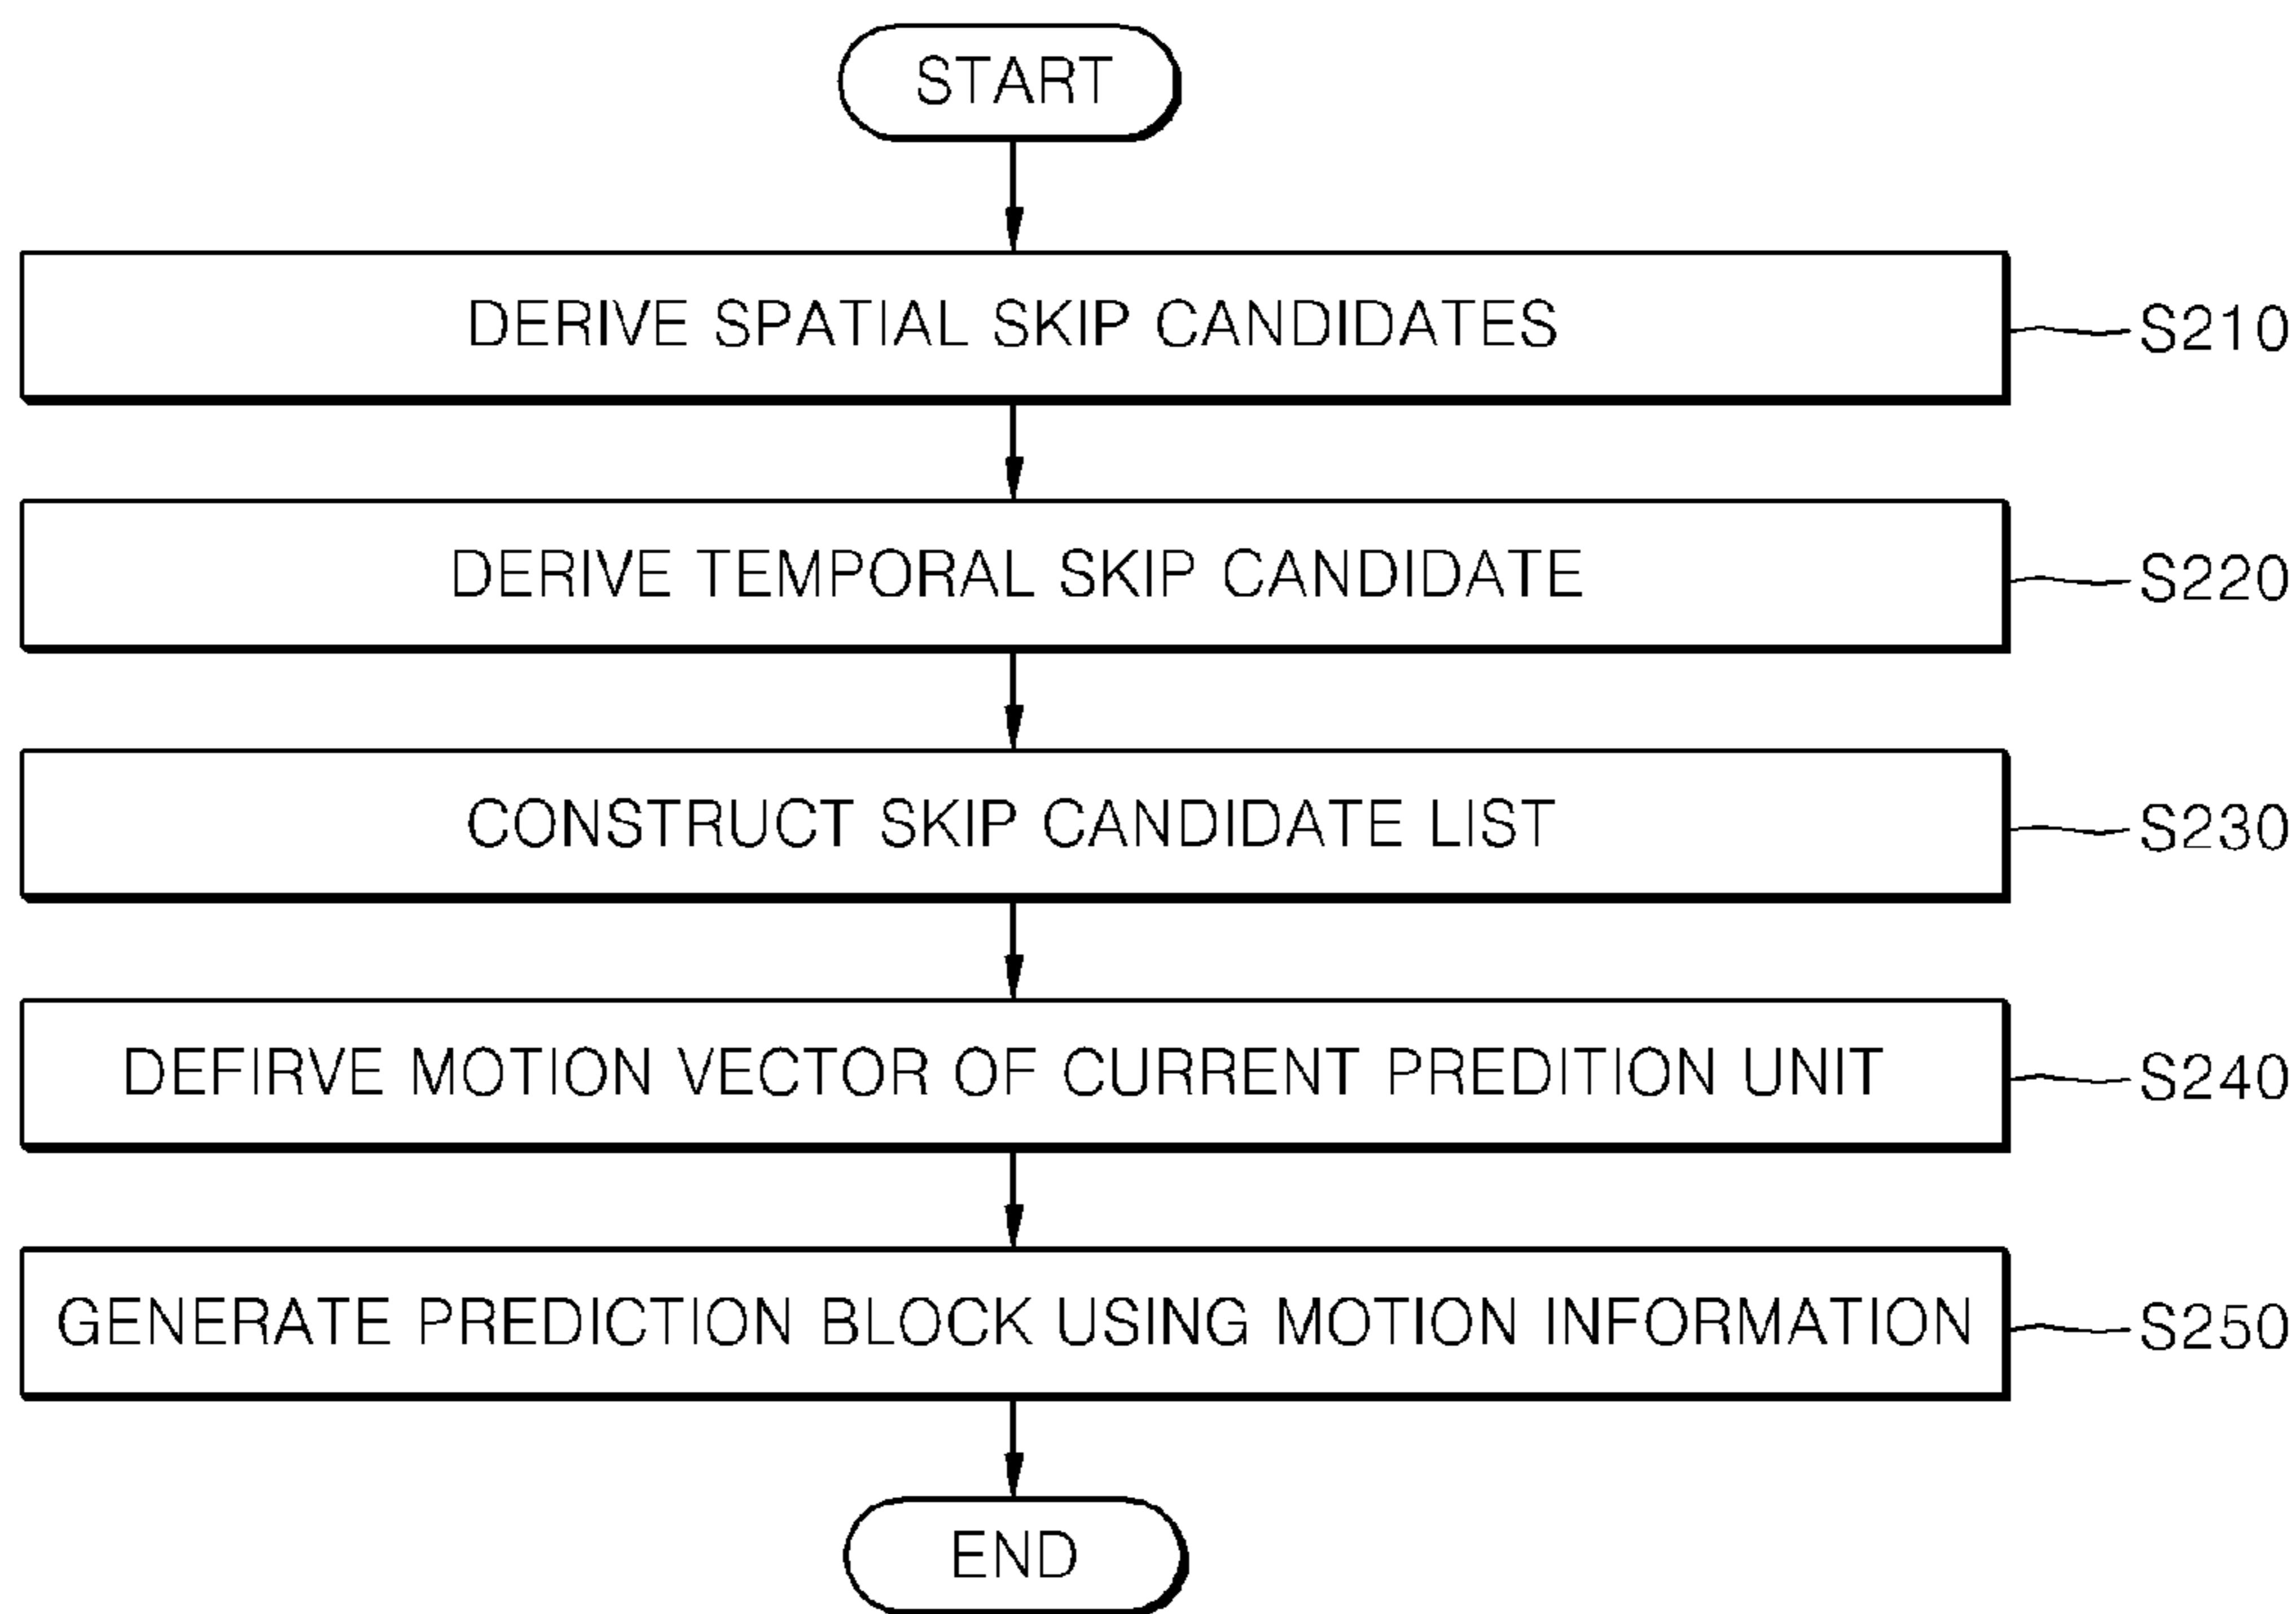 START
DERIVE SPATIAL SKIP CANDIDATES
S210
DERIVE TEMPORAL SKIP CANDIDATE
S220
CONSTRUCT SKIP CANDIDATE LIST
S230
DEFIRVE MOTION VECTOR OF CURRENT PREDITION UNIT
S240
GENERATE PREDICTION BLOCK USING MOTION INFORMATION
S250
END